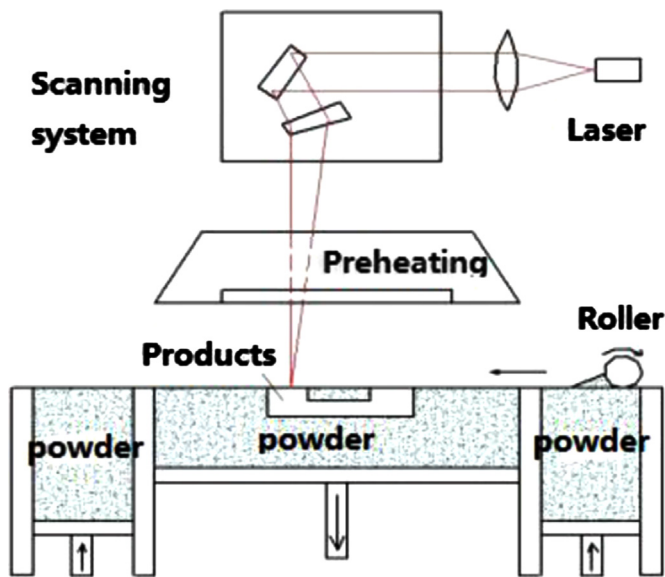 Scanning
system
Laser
Preheating
Roller
Products
powder
powder
powder